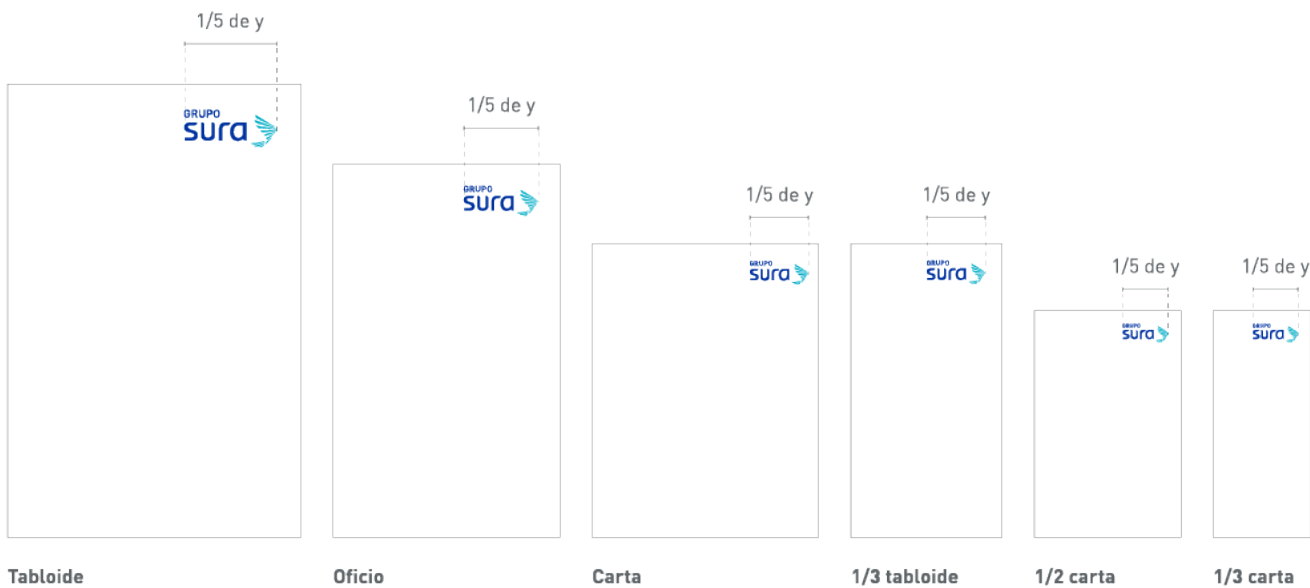 1/5 de y
GRUPO
sura
Tabloide
1/5 de y
GRUPO
sura
Oficio
1/5 de y
GRUPO
sura
Carta
1/5 de y
GRUPO
sura
1/3 tabloide
1/5 de y
GRUPO
sura
1/2 carta
1/5 de y
GRUPO
sura
1/3 carta